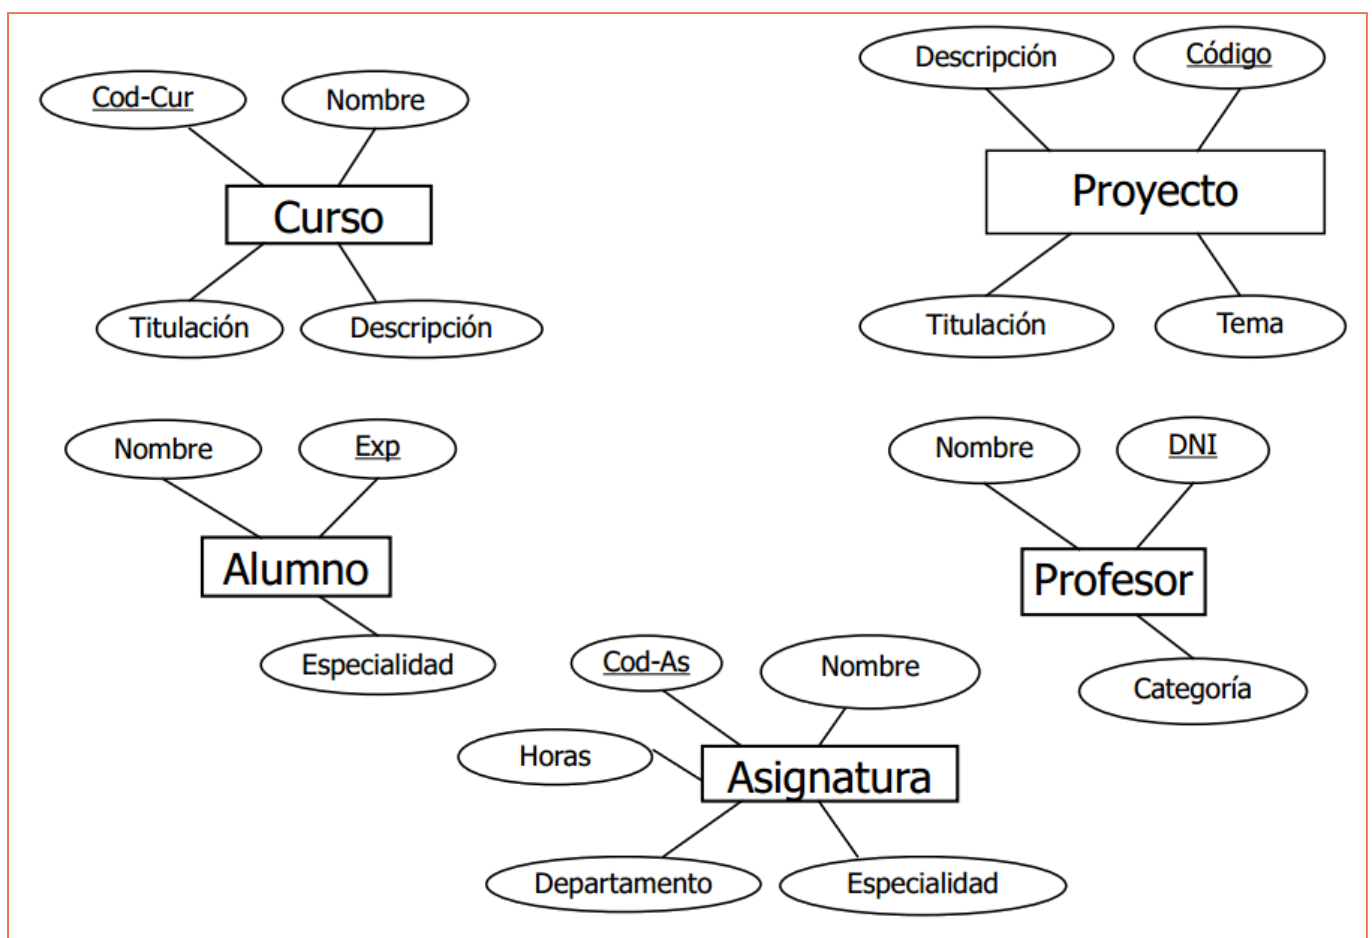 Descripción
Código
Cod-Cur
Nombre
Proyecto
Curso
Titulación
Descripción
Titulación
Tema
Nombre
Exp
Nombre
DNI
Alumno
Profesor
Especialidad
Cod-As
Nombre
Categoría
Horas
Asignatura
Departamento
Especialidad